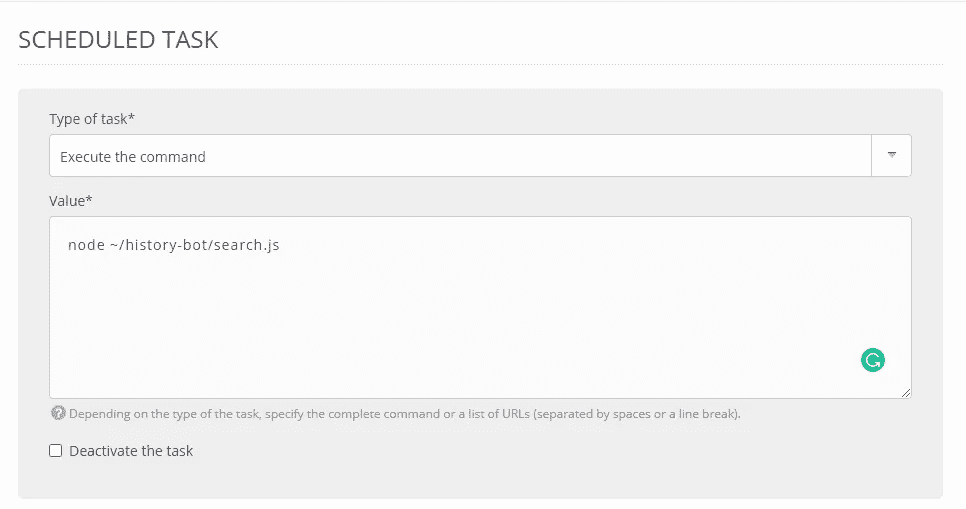 SCHEDULED TASK
Type of task*
Execute the command
Value*
node ~/history-bot/search.js
Depending on the type of the task, specify the complete command or a list of URLs (separated by spaces or a line break).
Deactivate the task